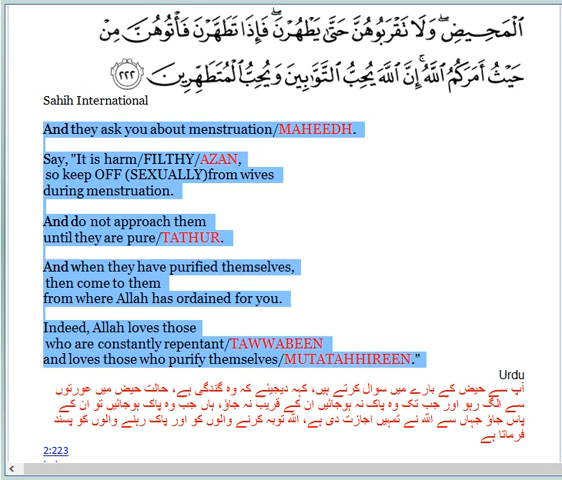 ٱلْمَحِيضِ ۖ وَلَا تَقْرَبُوهُنَّ حَتَّىٰ يَطْهُرْنَ ۖ فَإِذَا تَطَهَّرْنَ فَأْتُوهُنَّ مِنْ
حَيْثُ أَمَرَكُمُ ٱللَّهُ ۚ إِنَّ ٱللَّهَ يُحِبُّ ٱلتَّوَّٰبِينَ وَيُحِبُّ ٱلْمُتَطَهِّرِينَ ٢٢٢
Sahih International
And they ask you about menstruation/MAHEEDH.
Say, "It is harm/FILTHY/AZAN,
so keep OFF (SEXUALLY)from wives
during menstruation.
And do not approach them
until they are pure/TATHUR.
And when they have purified themselves,
then come to them
from where Allah has ordained for you.
Indeed, Allah loves those
who are constantly repentant/TAWWABEEN
and loves those who purify themselves/MUTATAHHIREEN."
Urdu
آپ سے حیض کے بارے میں سوال کرتے ہیں، کہہ دیجیئے کہ وه گندگی ہے، حالت حیض میں عورتوں
سے الگ رہو اور جب تک وه پاک نہ ہوجائیں ان کے قریب نہ جاؤ، ہاں جب وه پاک ہوجائیں تو ان کے
پاس جاؤ جہاں سے اللہ نے تمہیں اجازت دی ہے، اللہ توبہ کرنے والوں کو اور پاک رہنے والوں کو پسند
فرماتا ہے
2:223